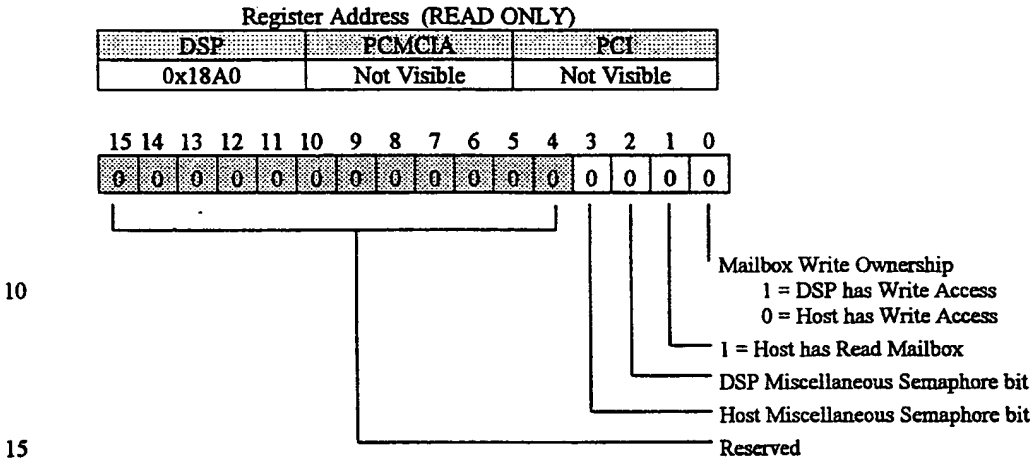 Register Address (READ ONLY)
DSP PCMCIA PCI
0x18A0 Not Visible Not Visible
15 14 13 12 11 10 9 8 7 6 5 4 3 2 1 0
0 0 0 0 0 0 0 0 0 0 0 0 0 0 0 0
Mailbox Write Ownership
10 1 = DSP has Write Access
0 = Host has Write Access
1 = Host has Read Mailbox
DSP Miscellaneous Semaphore bit
Host Miscellaneous Semaphore bit
15 Reserved